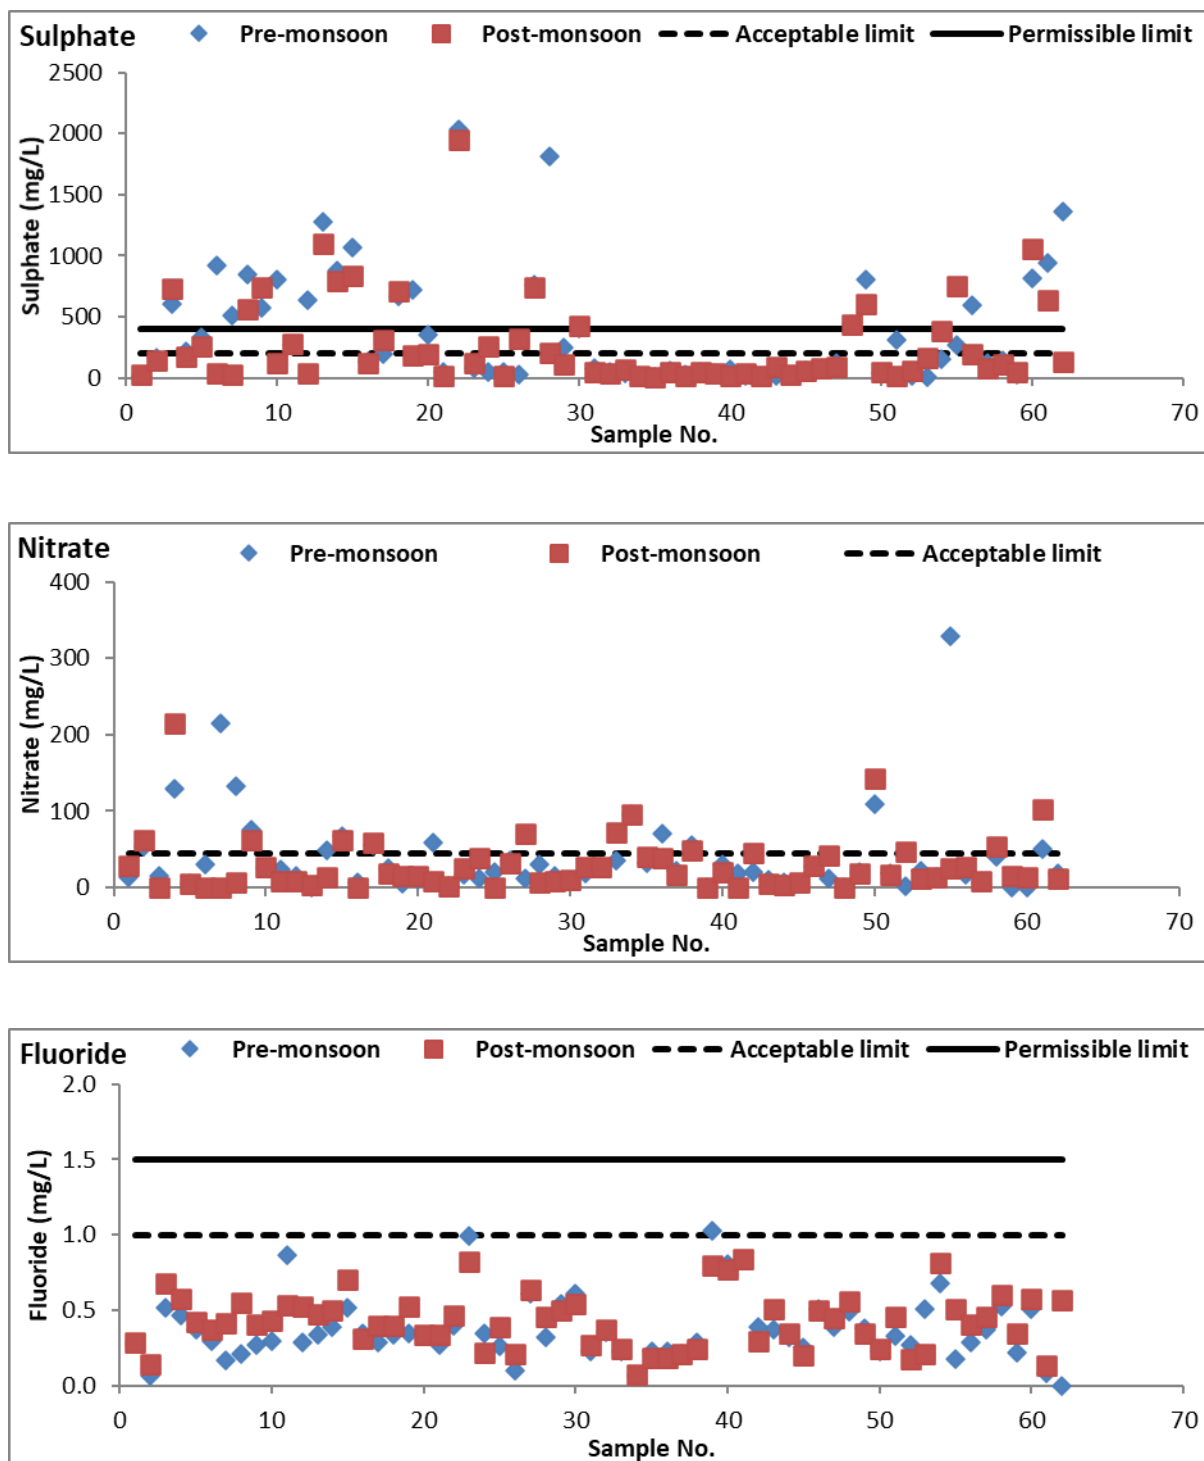 Sulphate Pre-monsoon Post-monsoon Acceptable limit Permissible limit
2500
2000
1500
1000
500
0
Sulphate (mg/L)
0 10 20 30 40 50 60 70
Sample No.
Nitrate Pre-monsoon Post-monsoon Acceptable limit
400
300
200
100
0
Nitrate (mg/L)
0 10 20 30 40 50 60 70
Sample No.
Fluoride Pre-monsoon Post-monsoon Acceptable limit Permissible limit
2.0
1.5
1.0
0.5
0.0
Fluoride (mg/L)
0 10 20 30 40 50 60 70
Sample No.